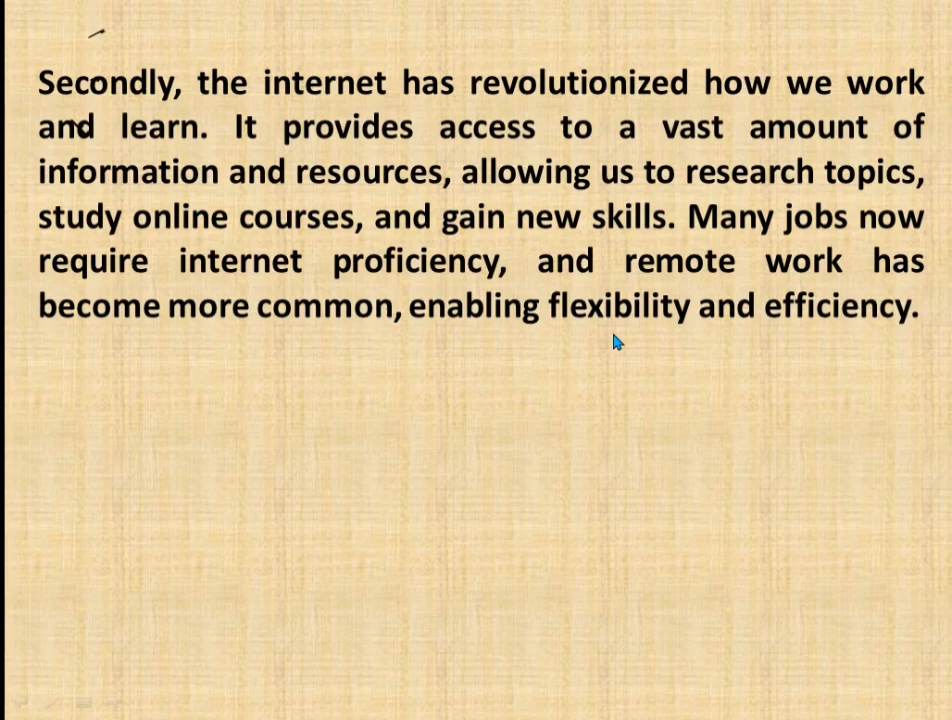 Secondly, the internet has revolutionized how we work
and learn. It provides access to a vast amount of
information and resources, allowing us to research topics,
study online courses, and gain new skills. Many jobs now
require internet proficiency, and remote work has
become more common, enabling flexibility and efficiency.